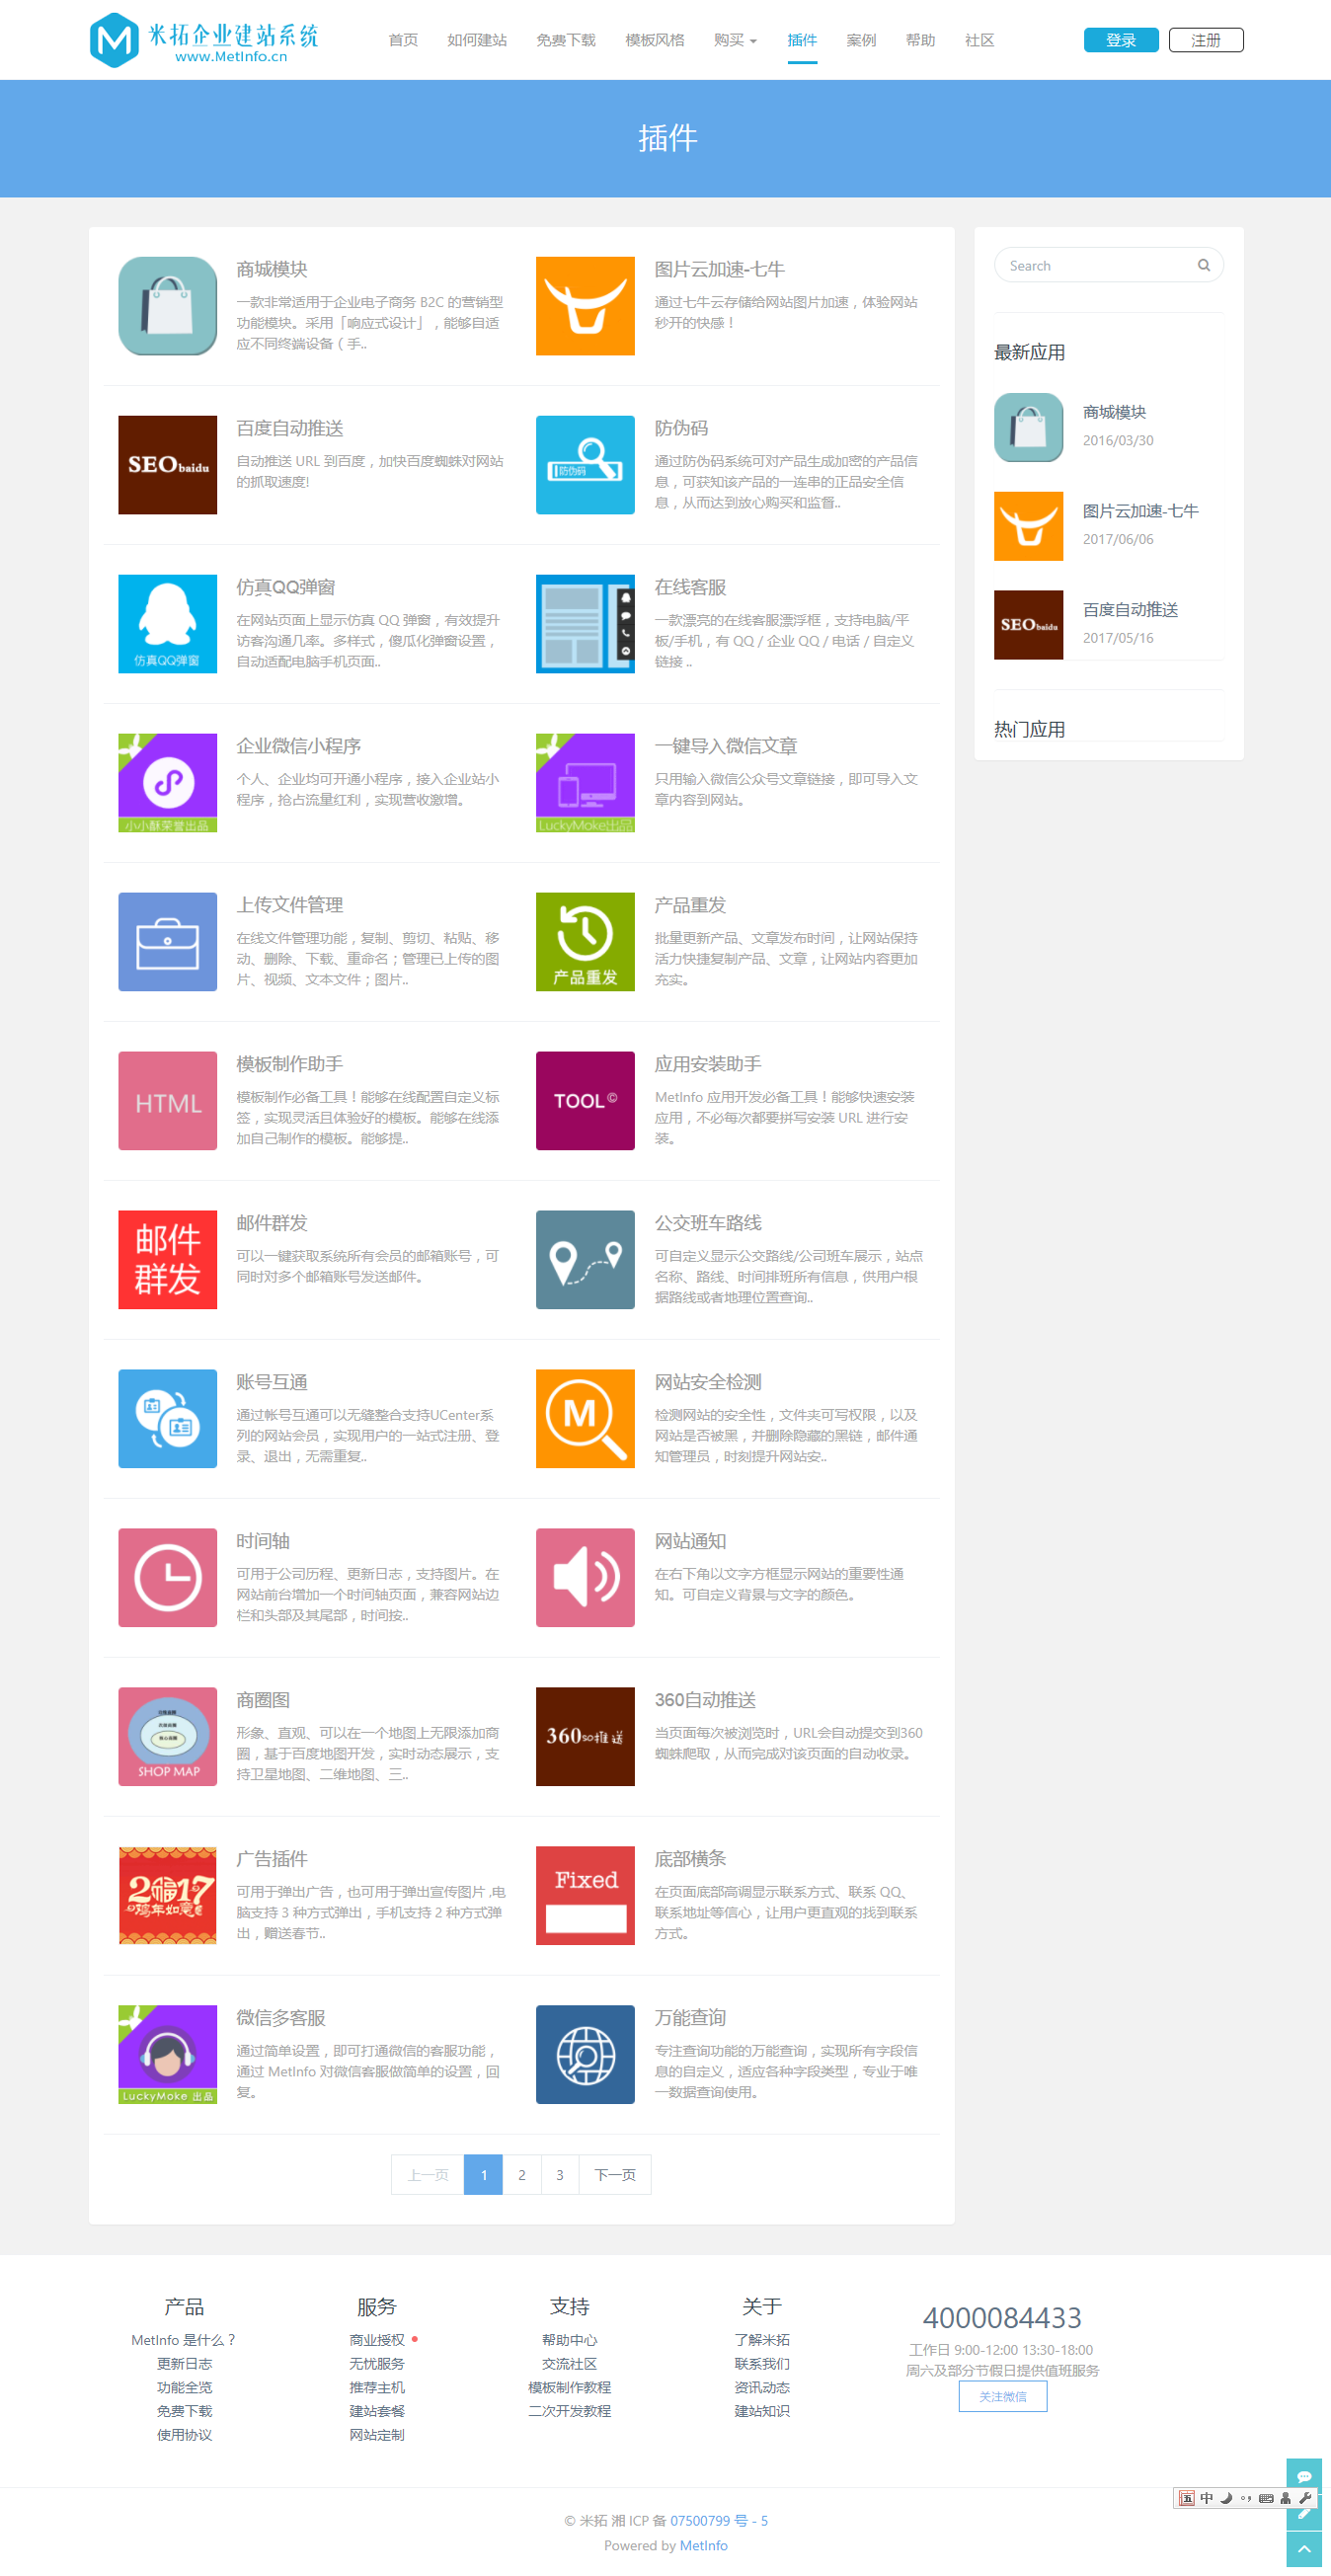 米拓企业建站系统
www.MetInfo.cn
首页 如何建站 免费下载 模板风格 购买 插件 案例 帮助 社区
登录 注册
插件
商城模块
一款非常适用于企业电子商务 B2C 的营销型
功能模块。采用「响应式设计」，能够自适
应不同终端设备（手..
图片云加速-七牛
通过七牛云存储给网站图片加速，体验网站
秒开的快感！
SEObaidu
百度自动推送
自动推送 URL 到百度，加快百度蜘蛛对网站
的抓取速度!
防伪码
防伪码
通过防伪码系统可对产品生成加密的产品信
息，可获知该产品的一连串的正品安全信
息，从而达到放心购买和监督..
仿真QQ弹窗
仿真QQ弹窗
在网站页面上显示仿真 QQ 弹窗，有效提升
访客沟通几率。多样式，傻瓜化弹窗设置，
自动适配电脑手机页面..
在线客服
一款漂亮的在线客服漂浮框，支持电脑/平
板/手机，有 QQ / 企业 QQ / 电话 / 自定义
链接 ..
小小酥荣誉出品
企业微信小程序
个人、企业均可开通小程序，接入企业站小
程序，抢占流量红利，实现营收激增。
LuckyMoke出品
一键导入微信文章
只用输入微信公众号文章链接，即可导入文
章内容到网站。
上传文件管理
在线文件管理功能，复制、剪切、粘贴、移
动、删除、下载、重命名；管理已上传的图
片、视频、文本文件；图片..
产品重发
产品重发
批量更新产品、文章发布时间，让网站保持
活力快捷复制产品、文章，让网站内容更加
充实。
HTML
模板制作助手
模板制作必备工具！能够在线配置自定义标
签，实现灵活且体验好的模板。能够在线添
加自己制作的模板。能够提..
TOOL©
应用安装助手
MetInfo 应用开发必备工具！能够快速安装
应用，不必每次都要拼写安装 URL 进行安
装。
邮件
群发
邮件群发
可以一键获取系统所有会员的邮箱账号，可
同时对多个邮箱账号发送邮件。
公交班车路线
可自定义显示公交路线/公司班车展示，站点
名称、路线、时间排班所有信息，供用户根
据路线或者地理位置查询..
账号互通
通过帐号互通可以无缝整合支持UCenter系
列的网站会员，实现用户的一站式注册、登
录、退出，无需重复..
M
网站安全检测
检测网站的安全性，文件夹可写权限，以及
网站是否被黑，并删除隐藏的黑链，邮件通
知管理员，时刻提升网站安..
时间轴
可用于公司历程、更新日志，支持图片。在
网站前台增加一个时间轴页面，兼容网站边
栏和头部及其尾部，时间按..
网站通知
在右下角以文字方框显示网站的重要性通
知。可自定义背景与文字的颜色。
SHOP MAP
商圈图
形象、直观、可以在一个地图上无限添加商
圈，基于百度地图开发，实时动态展示，支
持卫星地图、二维地图、三..
360so推送
360自动推送
当页面每次被浏览时，URL会自动提交到360
蜘蛛爬取，从而完成对该页面的自动收录。
2福17
鸡年如意
广告插件
可用于弹出广告，也可用于弹出宣传图片 ,电
脑支持 3 种方式弹出，手机支持 2 种方式弹
出，赠送春节..
Fixed
底部横条
在页面底部高调显示联系方式、联系 QQ、
联系地址等信心，让用户更直观的找到联系
方式。
LuckyMoke 出品
微信多客服
通过简单设置，即可打通微信的客服功能，
通过 MetInfo 对微信客服做简单的设置，回
复。
万能查询
专注查询功能的万能查询，实现所有字段信
息的自定义，适应各种字段类型，专业于唯
一数据查询使用。
上一页 1 2 3 下一页
Search
最新应用
商城模块
2016/03/30
图片云加速-七牛
2017/06/06
SEObaidu
百度自动推送
2017/05/16
热门应用
产品
MetInfo 是什么？
更新日志
功能全览
免费下载
使用协议
服务
商业授权
无忧服务
推荐主机
建站套餐
网站定制
支持
帮助中心
交流社区
模板制作教程
二次开发教程
关于
了解米拓
联系我们
资讯动态
建站知识
4000084433
工作日 9:00-12:00 13:30-18:00
周六及部分节假日提供值班服务
关注微信
五 中
© 米拓 湘 ICP 备 07500799 号 - 5
Powered by MetInfo